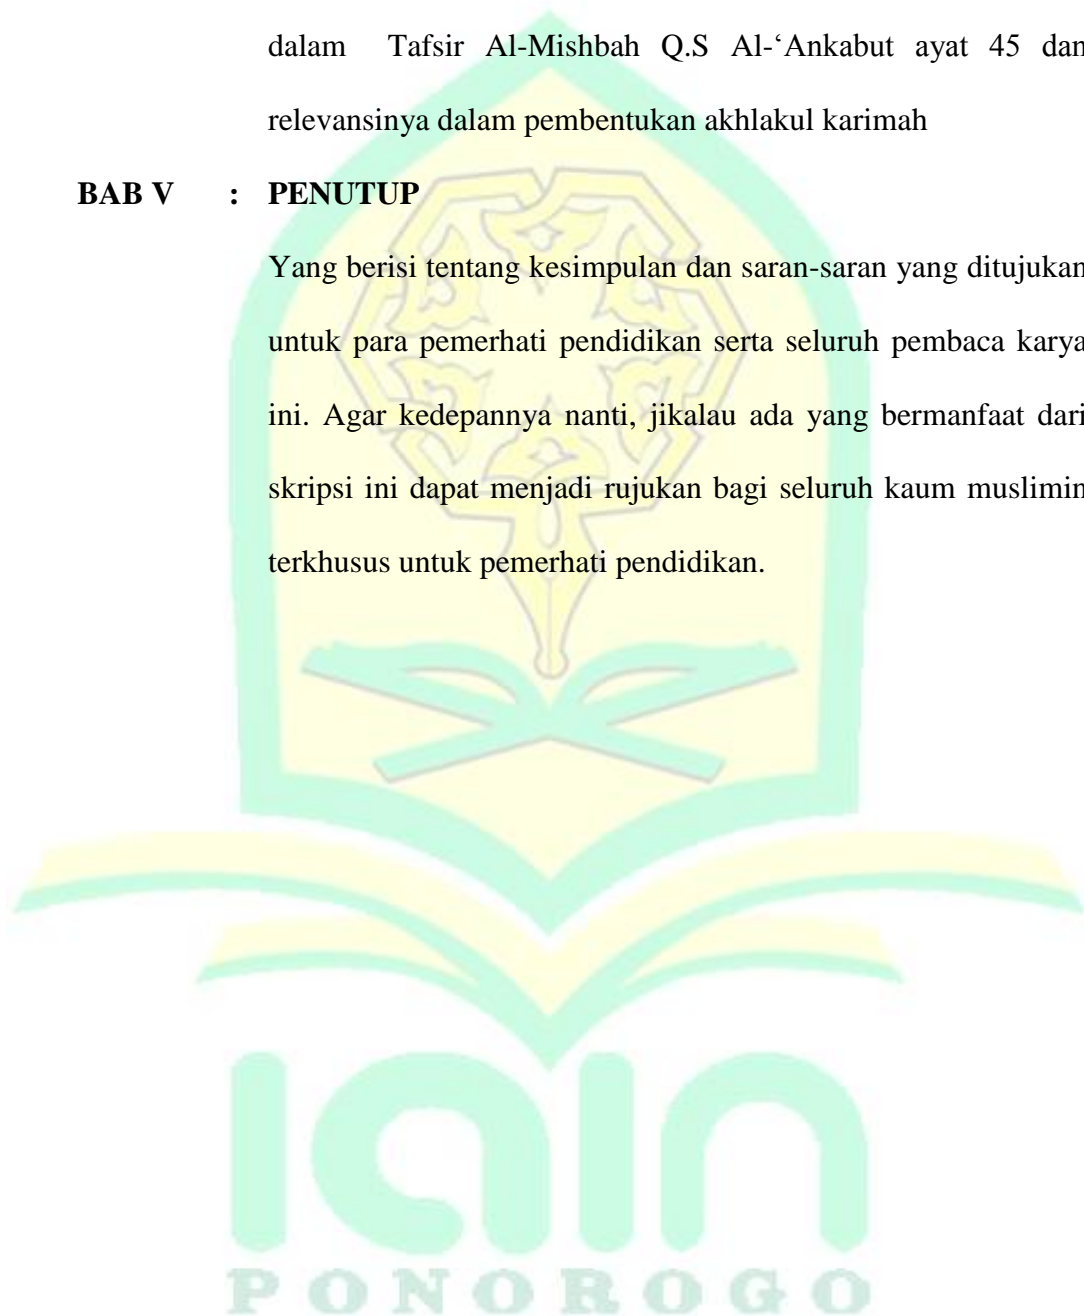 dalam Tafsir Al-Mishbah Q.S Al-‘Ankabut ayat 45 dan
relevansinya dalam pembentukan akhlakul karimah
BAB V : PENUTUP
Yang berisi tentang kesimpulan dan saran-saran yang ditujukan
untuk para pemerhati pendidikan serta seluruh pembaca karya
ini. Agar kedepannya nanti, jikalau ada yang bermanfaat dari
skripsi ini dapat menjadi rujukan bagi seluruh kaum muslimin
terkhusus untuk pemerhati pendidikan.
iain
PONOROGO